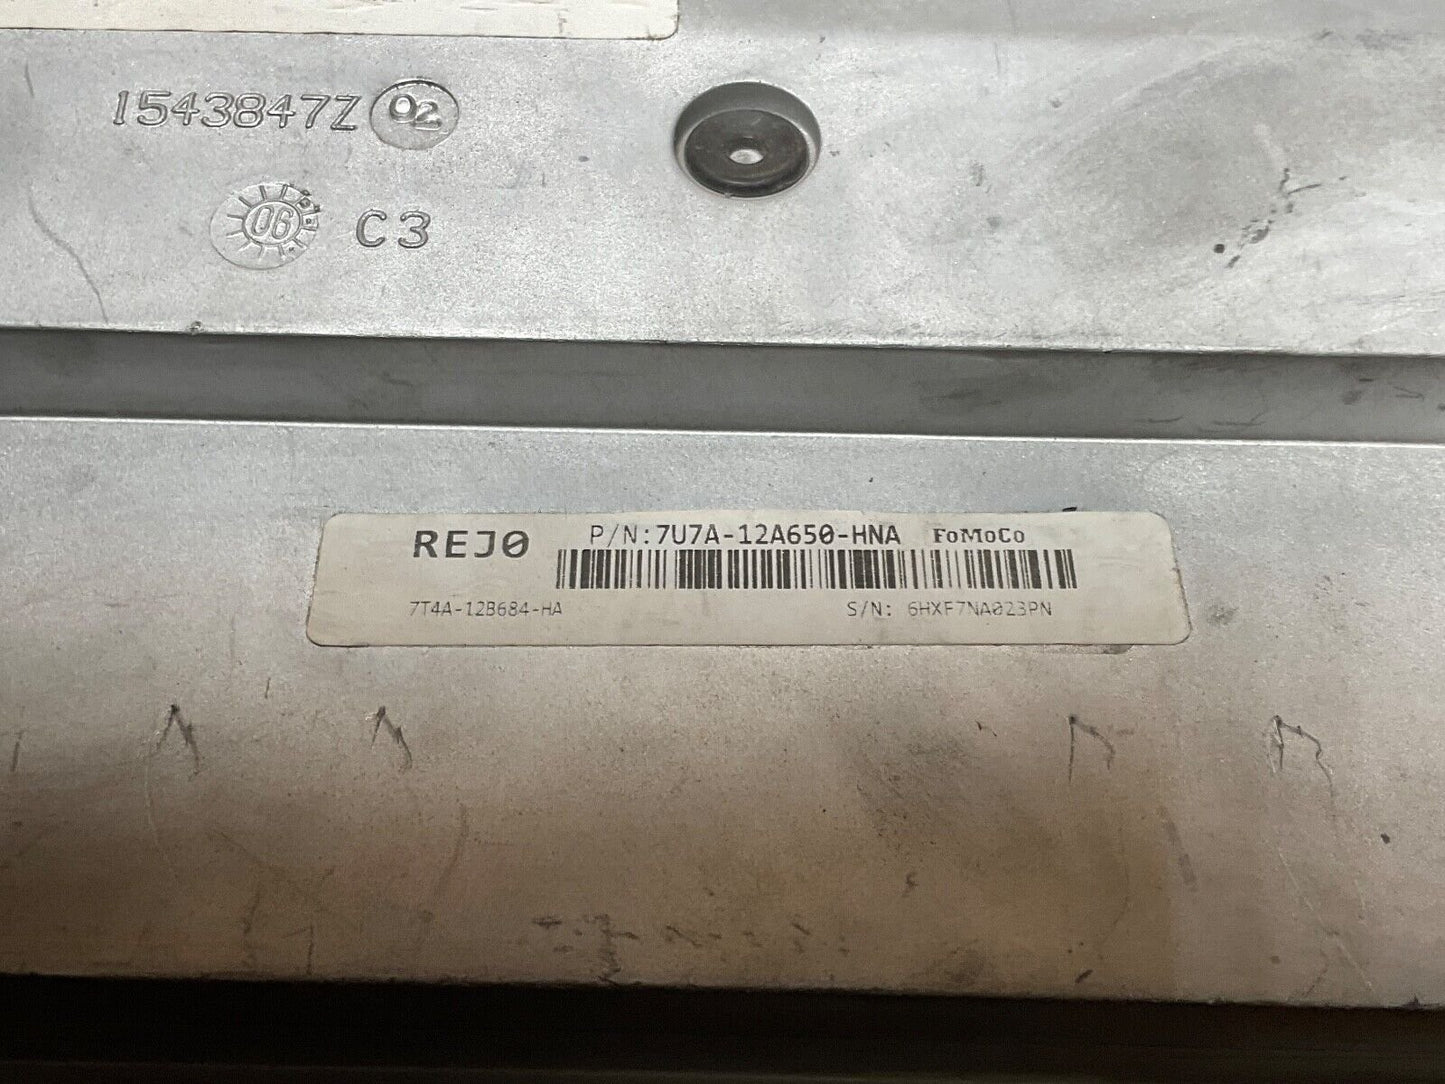 1543847Z 02
06 C3
REJ0 P/N:7U7A-12A650-HNA FoMoCo
7T4A-12B684-HA S/N: 6HXF7NA023PN